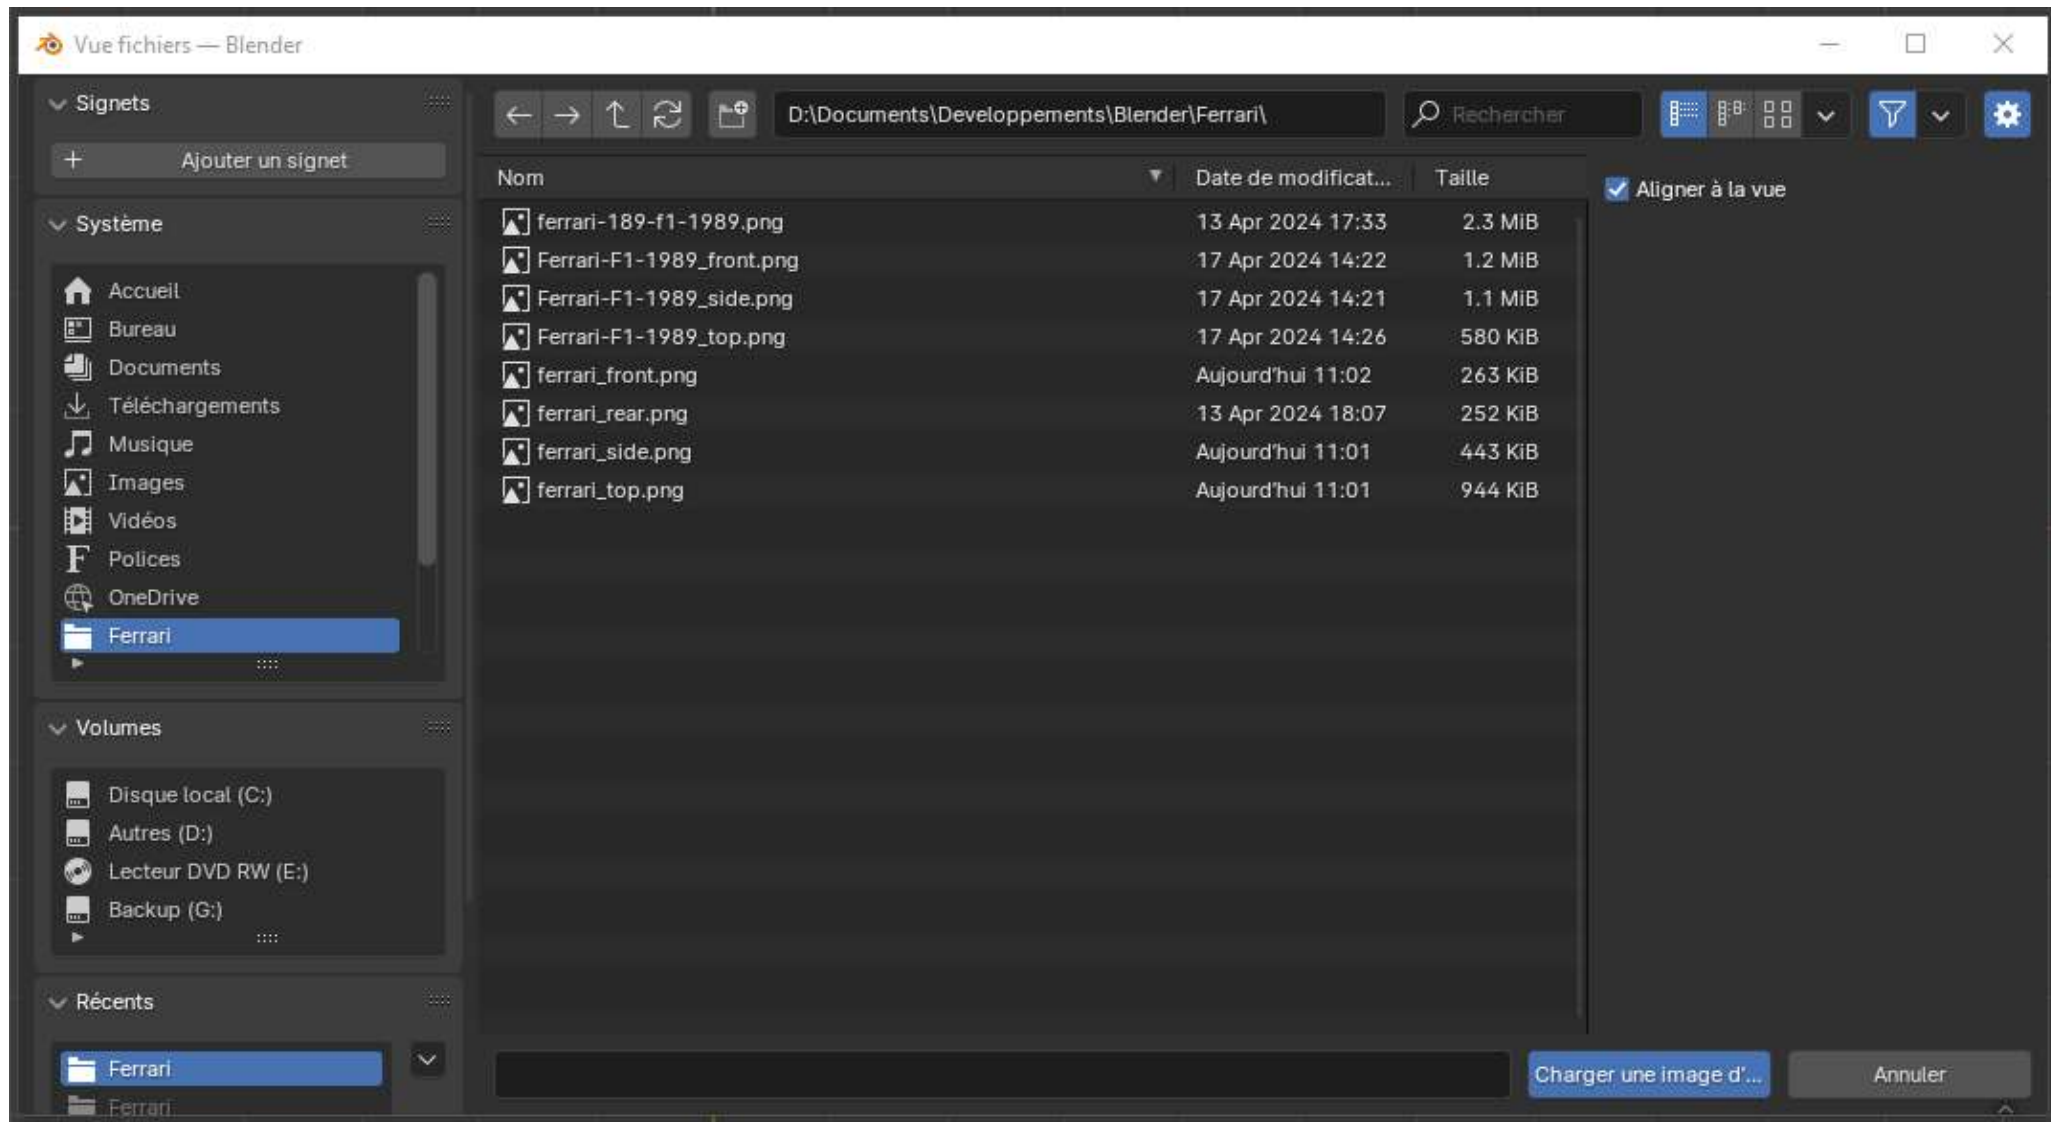 Vue fichiers — Blender
Signets
Ajouter un signet
Système
Accueil
Bureau
Documents
Téléchargements
Musique
Images
Vidéos
Polices
OneDrive
Ferrari
Volumes
Disque local (C:)
Autres (D:)
Lecteur DVD RW (E:)
Backup (G:)
Récents
Ferrari
Ferrari
D:\Documents\Developpements\Blender\Ferrari\
Rechercher
Nom Date de modificat... Taille
ferrari-189-f1-1989.png 13 Apr 2024 17:33 2.3 MiB
Ferrari-F1-1989_front.png 17 Apr 2024 14:22 1.2 MiB
Ferrari-F1-1989_side.png 17 Apr 2024 14:21 1.1 MiB
Ferrari-F1-1989_top.png 17 Apr 2024 14:26 580 KiB
ferrari_front.png Aujourd'hui 11:02 263 KiB
ferrari_rear.png 13 Apr 2024 18:07 252 KiB
ferrari_side.png Aujourd'hui 11:01 443 KiB
ferrari_top.png Aujourd'hui 11:01 944 KiB
Aligner à la vue
Charger une image d'...
Annuler